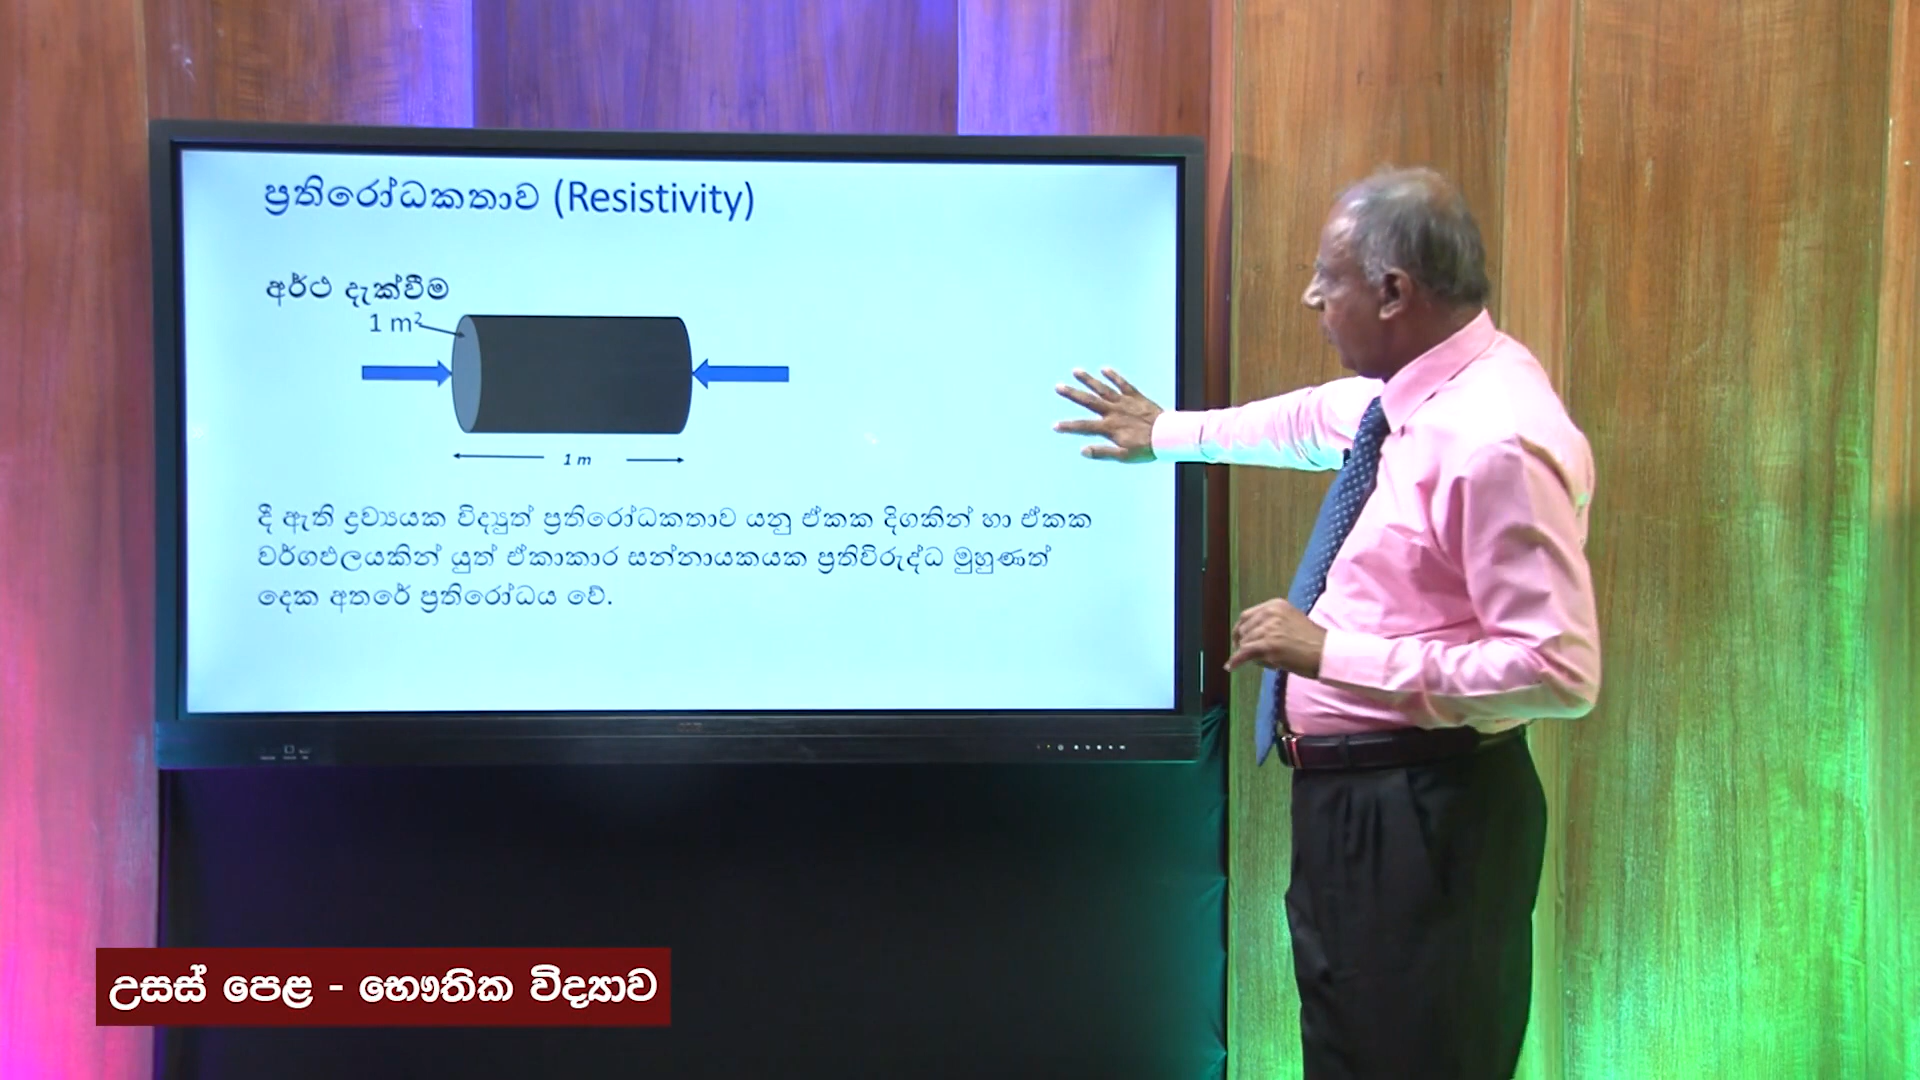 ප්‍රතිරෝධකතාව (Resistivity)
අර්ථ දැක්වීම
1 m²
1 m
දී ඇති ද්‍රව්‍යයක විද්‍යුත් ප්‍රතිරෝධකතාව යනු ඒකක දිගකින් හා ඒකක
වර්ගඵලයකින් යුත් ඒකාකාර සන්නායකයක ප්‍රතිවිරුද්ධ මුහුණත්
දෙක අතරේ ප්‍රතිරෝධය වේ.
උසස් පෙළ - භෞතික විද්‍යාව